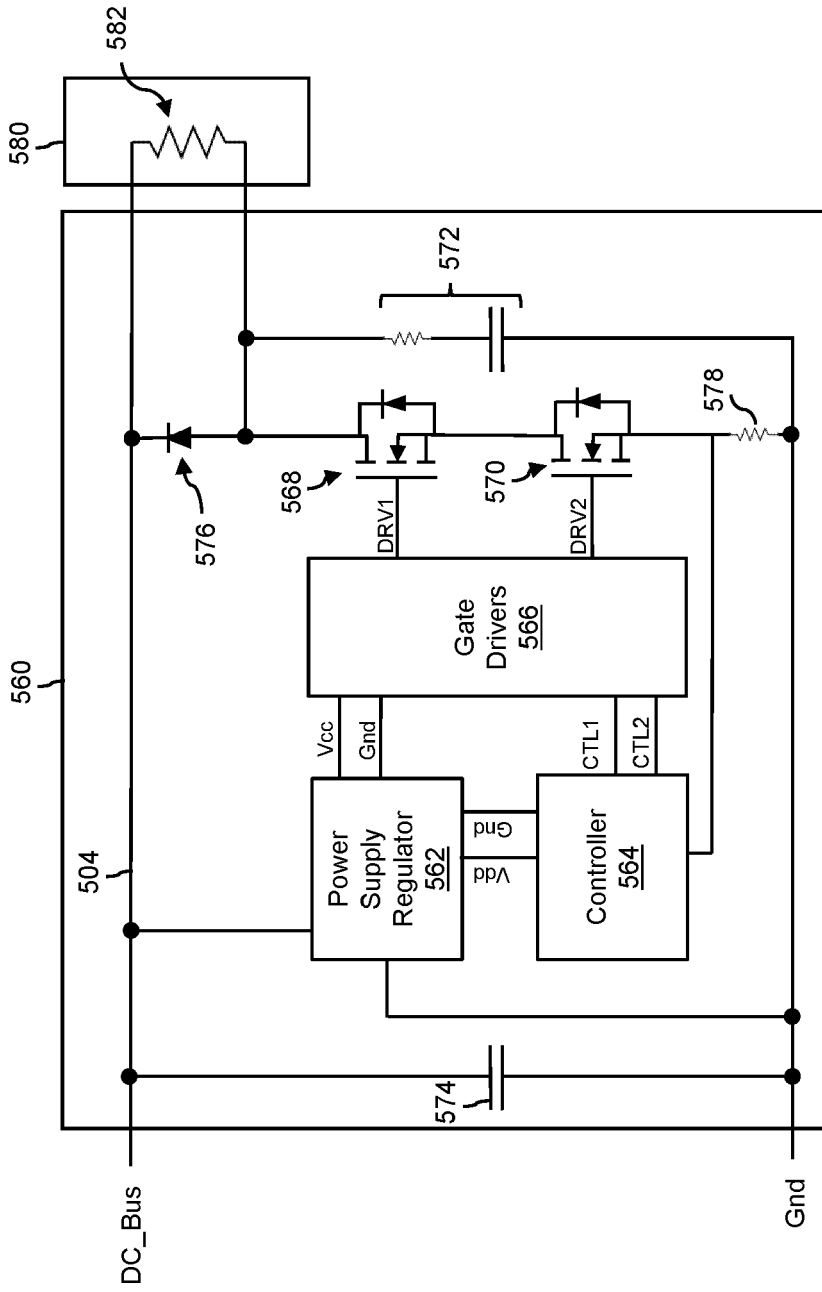 560
580
582
504
576
572
568
570
578
DC_Bus
Gnd
574
Power
Supply
Regulator
562
Vcc
Gnd
Vdd
Gnd
Controller
564
CTL1
CTL2
Gate
Drivers
566
DRV1
DRV2